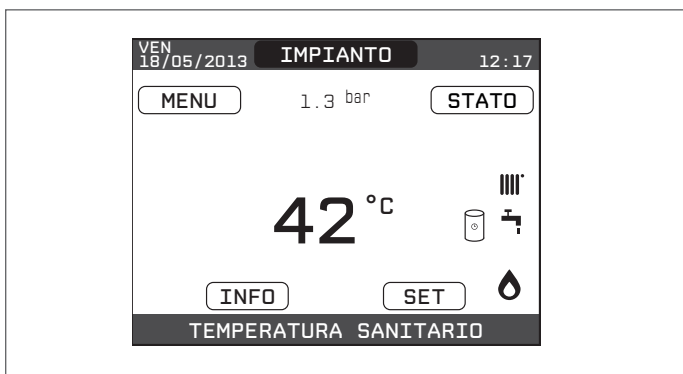 VEN
18/05/2013 IMPIANTO 12:17
MENU 1.3 bar STATO
42 °C
INFO SET
TEMPERATURA SANITARIO